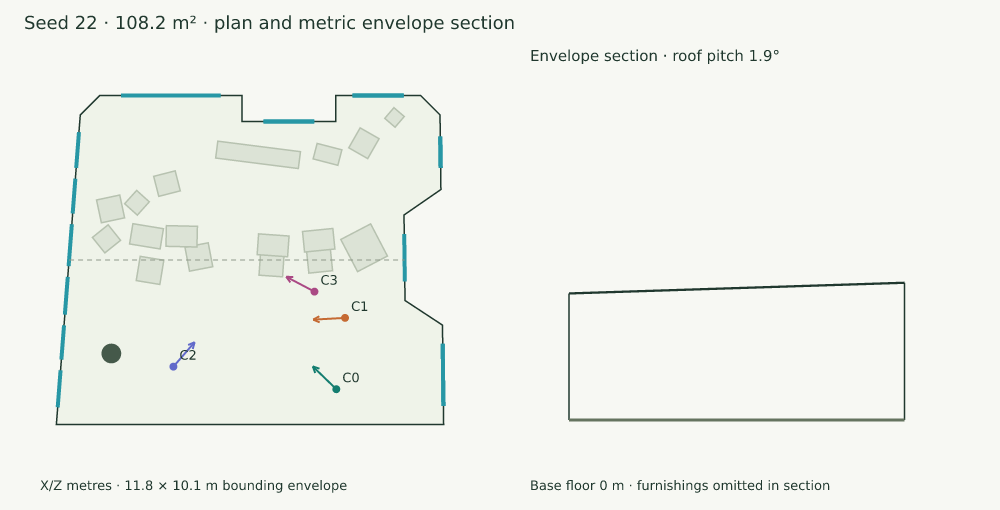 Seed 22 · 108.2 m² · plan and metric envelope section
Envelope section · roof pitch 1.9°
C3
C1
C2
C0
X/Z metres · 11.8 × 10.1 m bounding envelope
Base floor 0 m · furnishings omitted in section